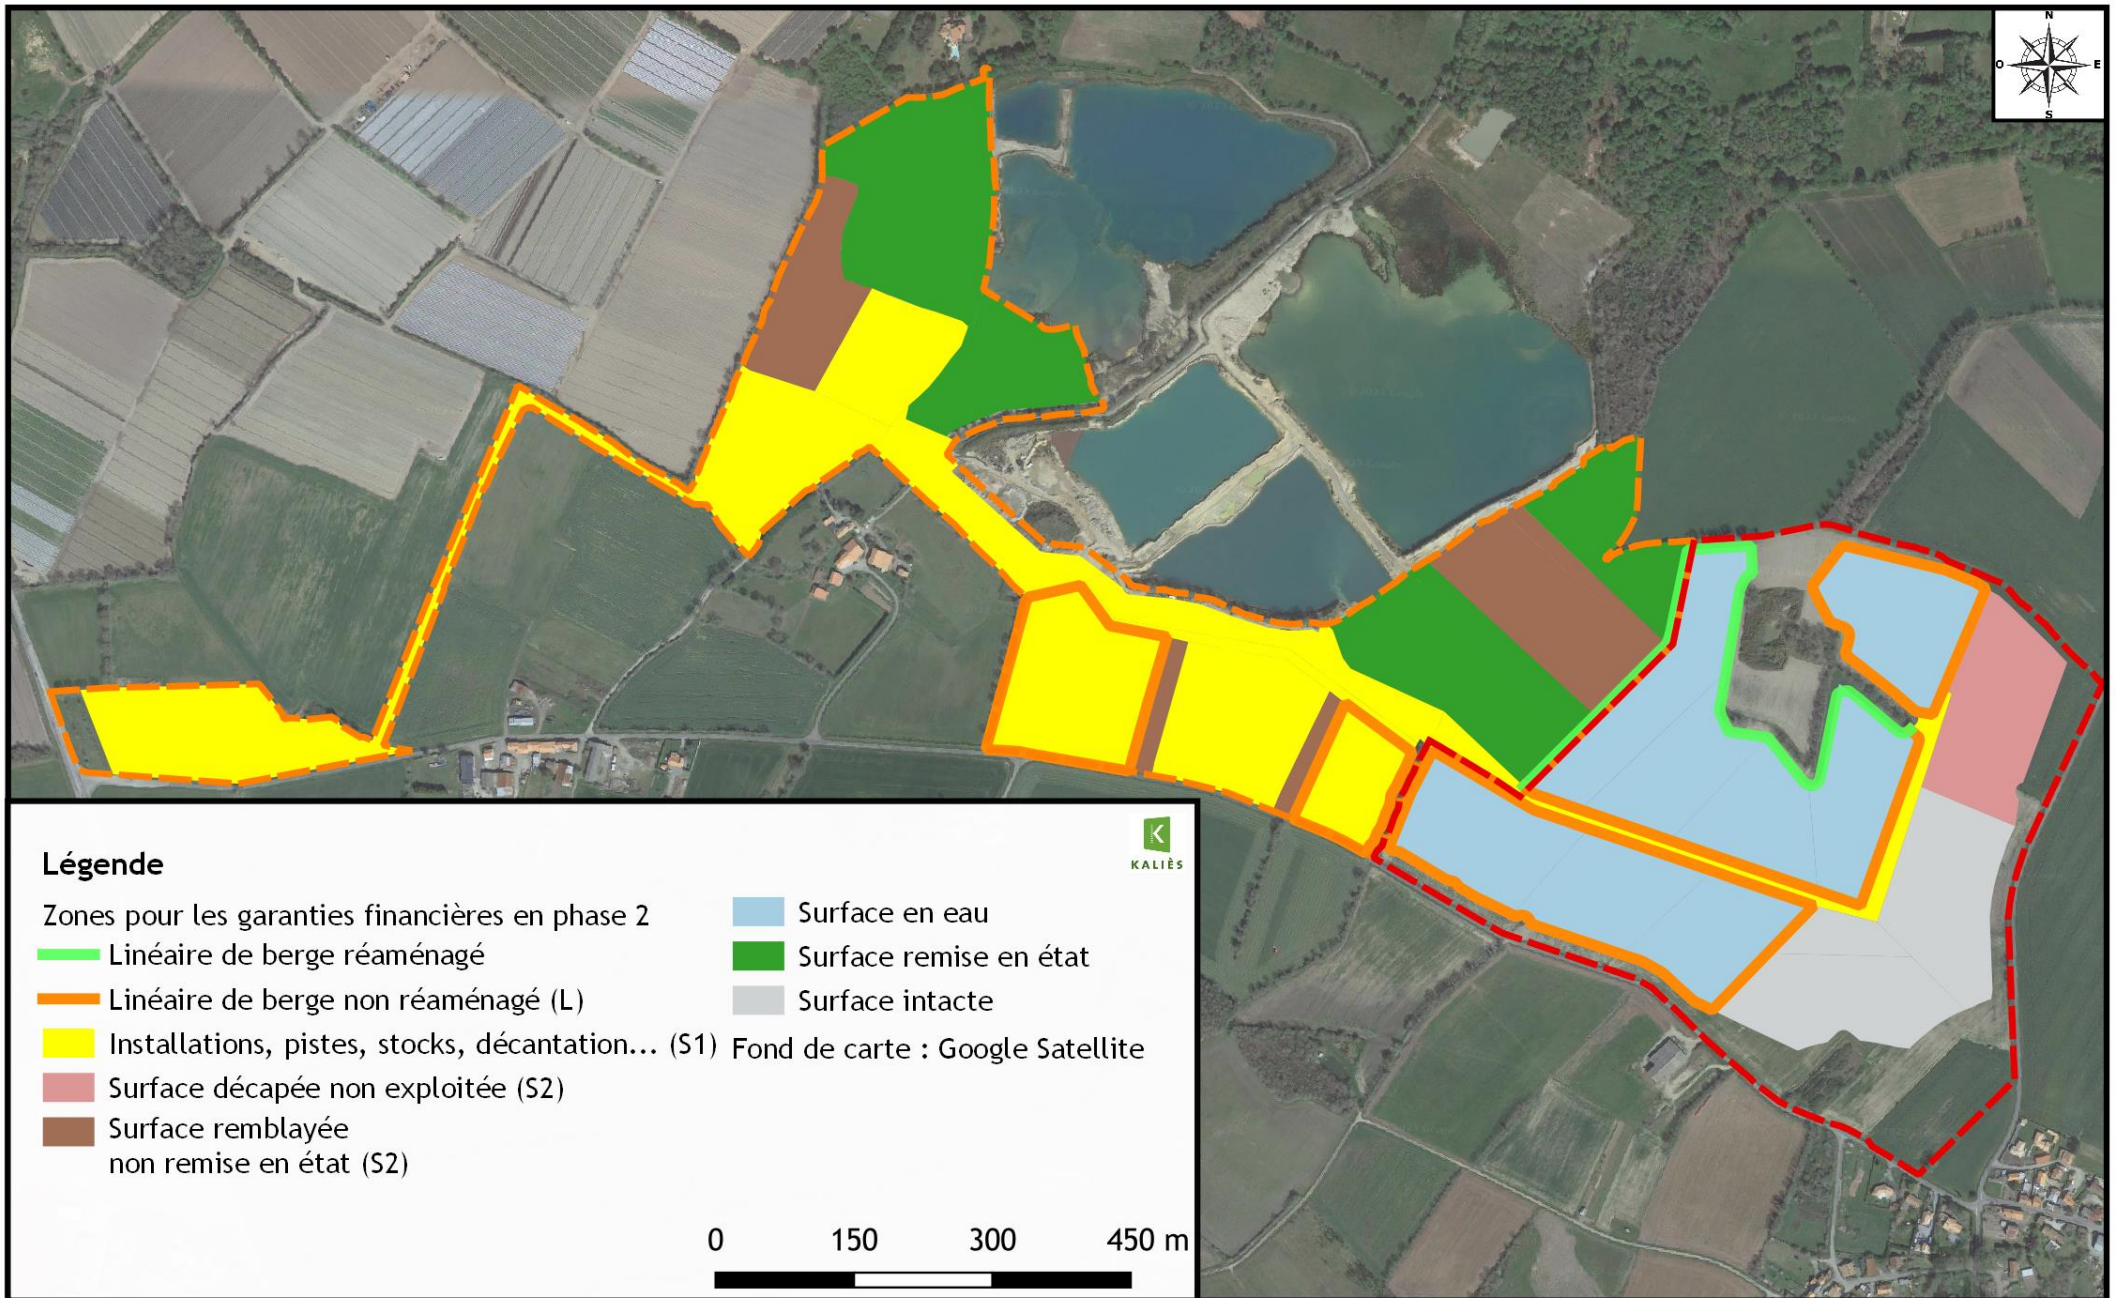 N
O
E
S
Légende
KALIÈS
Zones pour les garanties financières en phase 2
Linéaire de berge réaménagé
Linéaire de berge non réaménagé (L)
Installations, pistes, stocks, décantation... (S1)
Surface décapée non exploitée (S2)
Surface remblayée
non remise en état (S2)
Surface en eau
Surface remise en état
Surface intacte
Fond de carte : Google Satellite
0 150 300 450 m